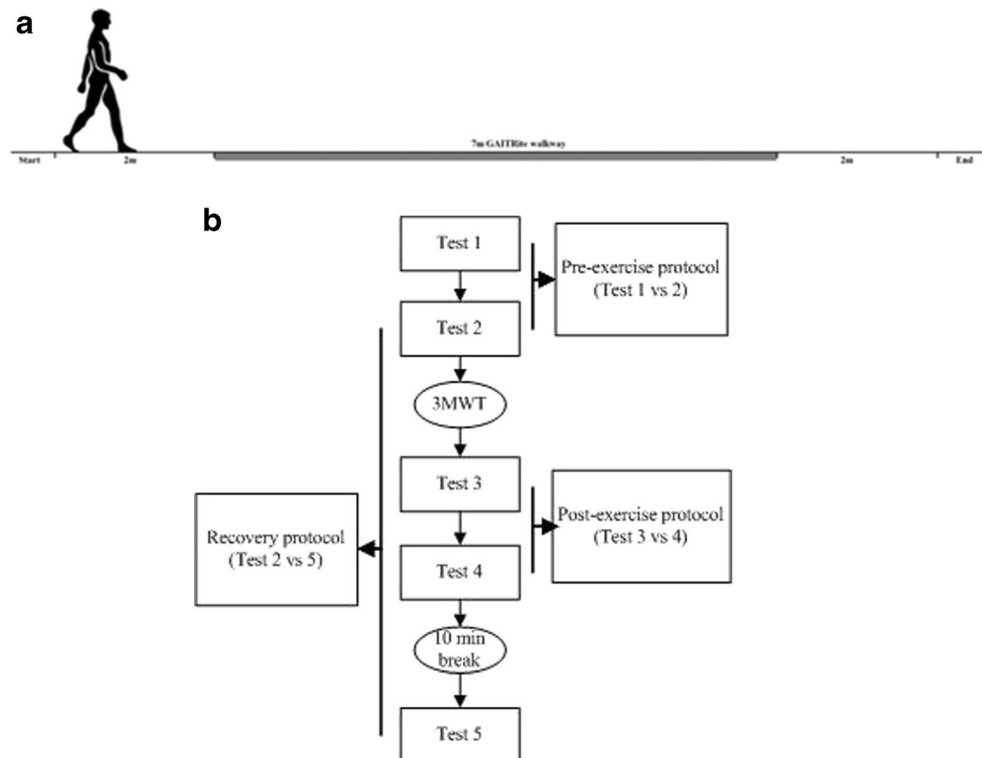 a
7m GAITRite walkway
Start
2m
2m
End
b
Test 1
Pre-exercise protocol
(Test 1 vs 2)
Test 2
3MWT
Test 3
Post-exercise protocol
(Test 3 vs 4)
Recovery protocol
(Test 2 vs 5)
Test 4
10 min
break
Test 5